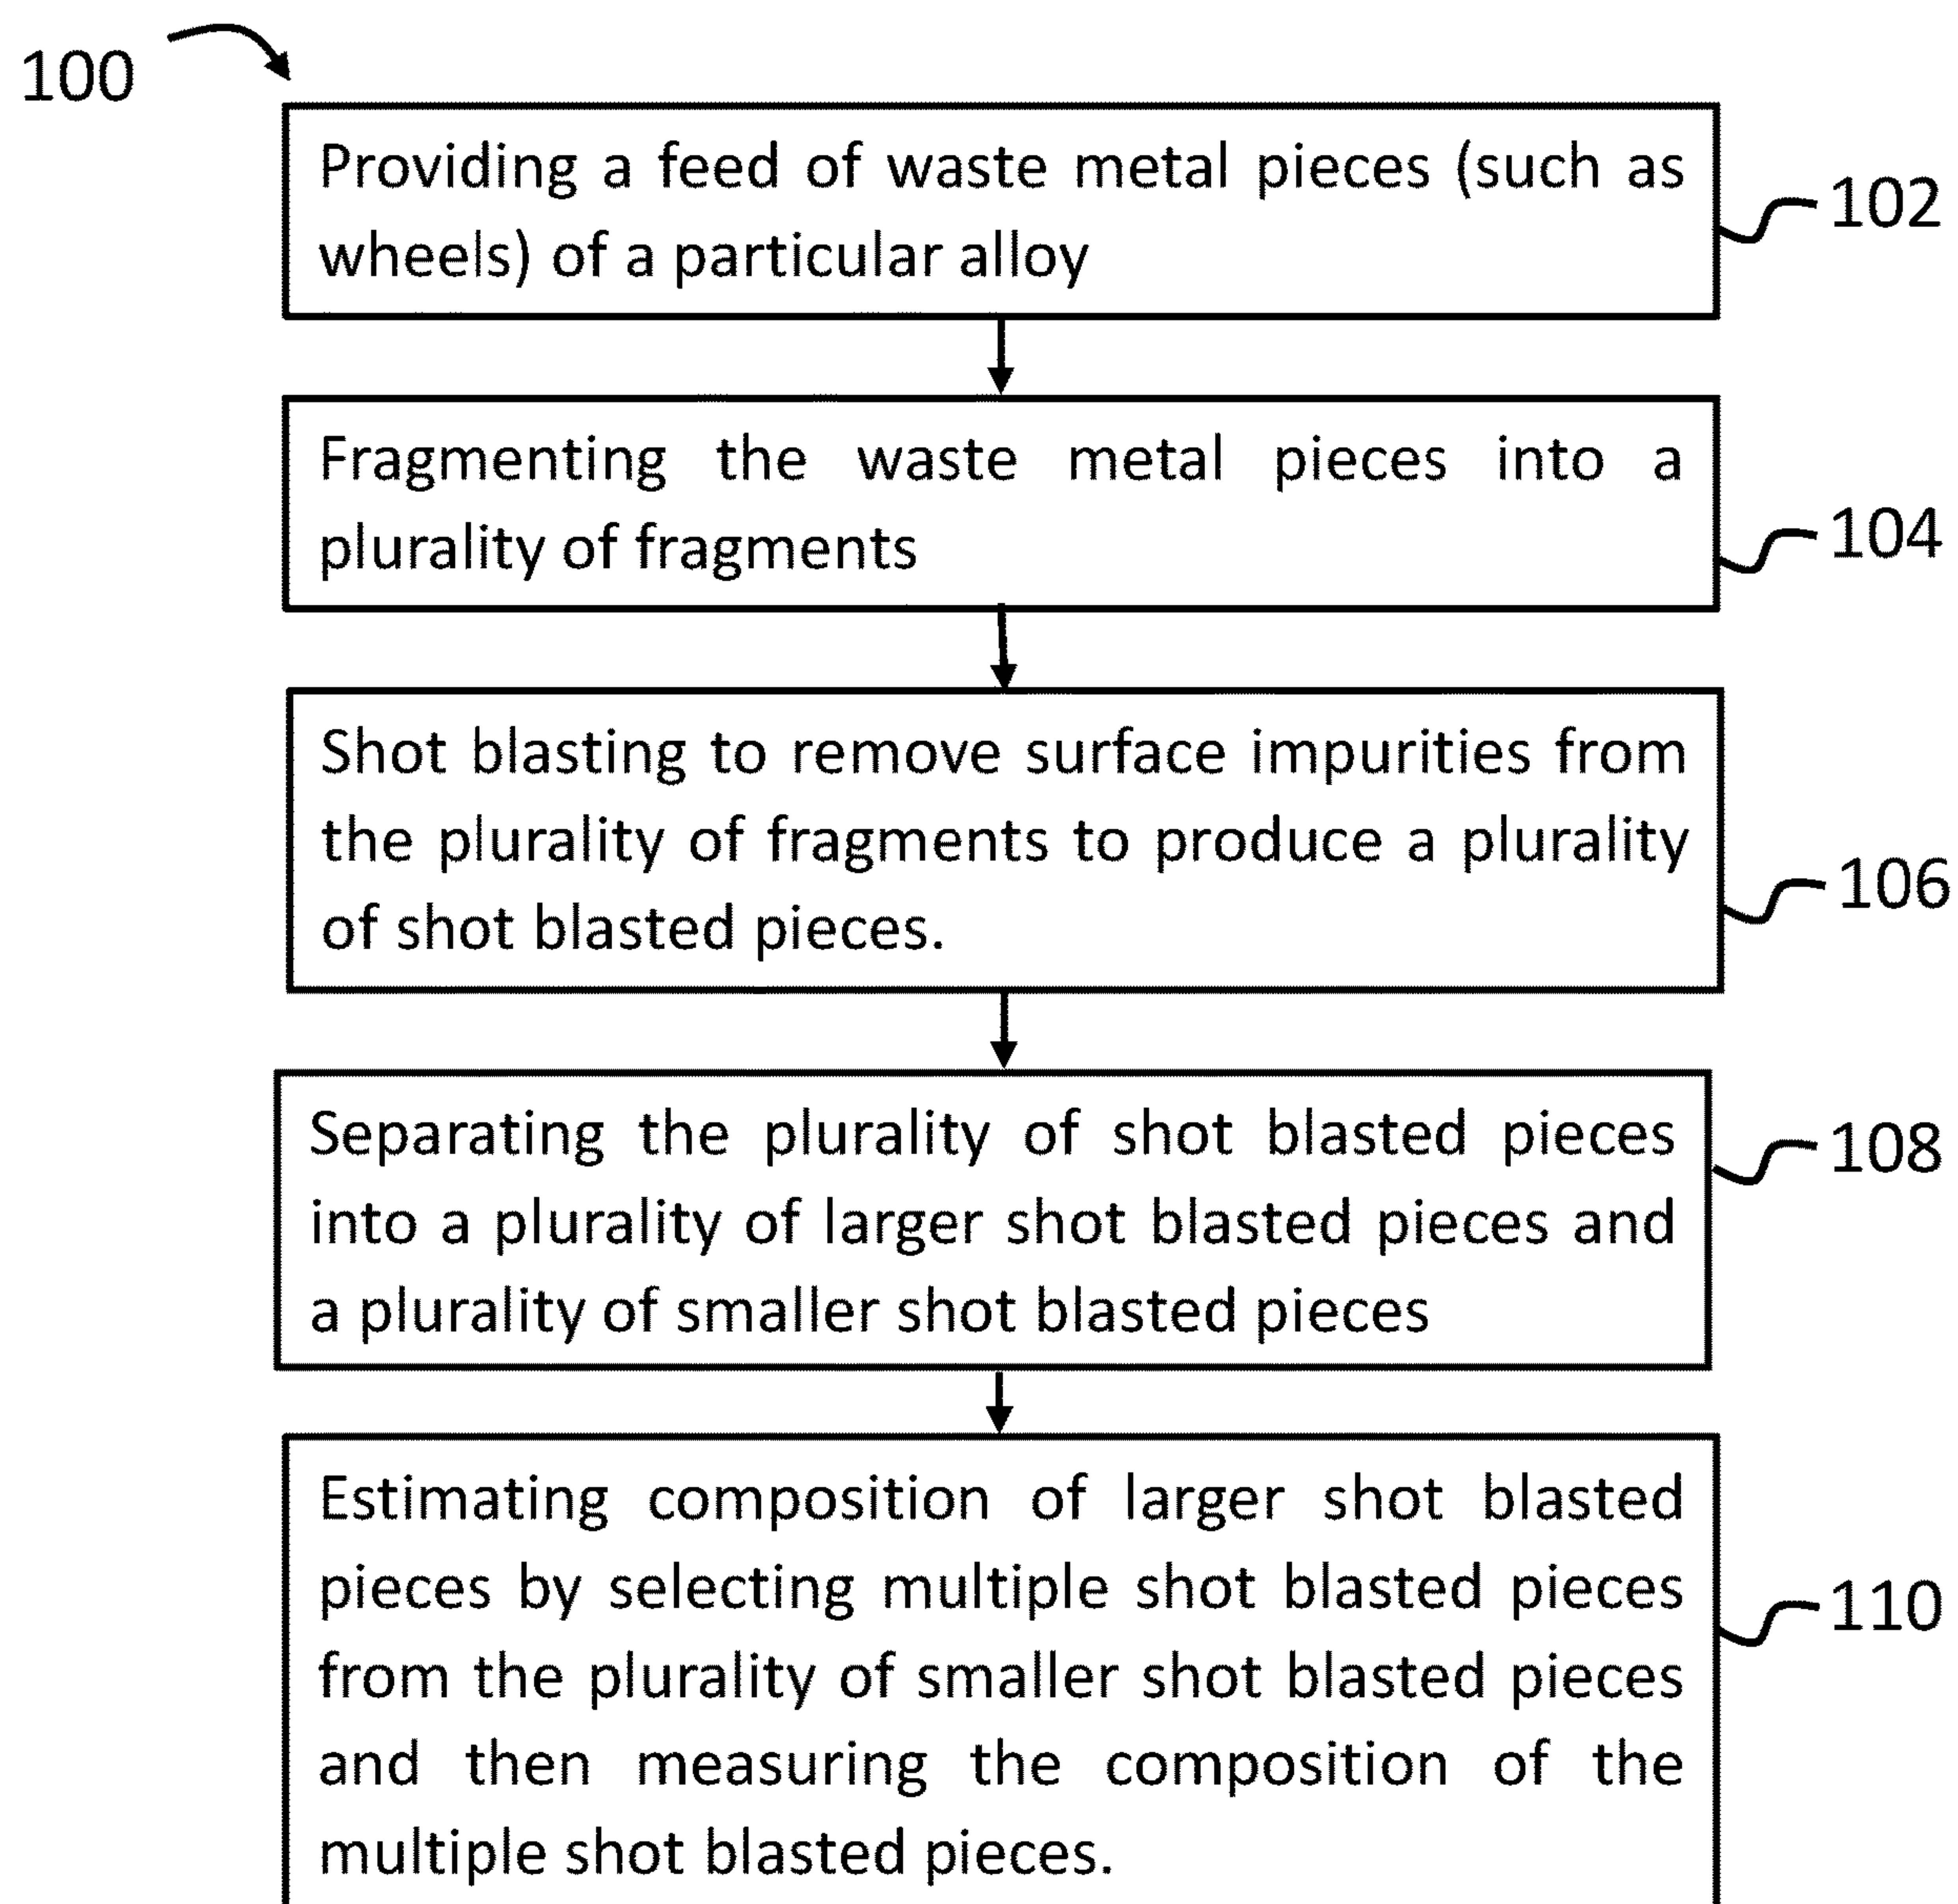 100
Providing a feed of waste metal pieces (such as
wheels) of a particular alloy
102
Fragmenting the waste metal pieces into a
plurality of fragments
104
Shot blasting to remove surface impurities from
the plurality of fragments to produce a plurality
of shot blasted pieces.
106
Separating the plurality of shot blasted pieces
into a plurality of larger shot blasted pieces and
a plurality of smaller shot blasted pieces
108
Estimating composition of larger shot blasted
pieces by selecting multiple shot blasted pieces
from the plurality of smaller shot blasted pieces
and then measuring the composition of the
multiple shot blasted pieces.
110